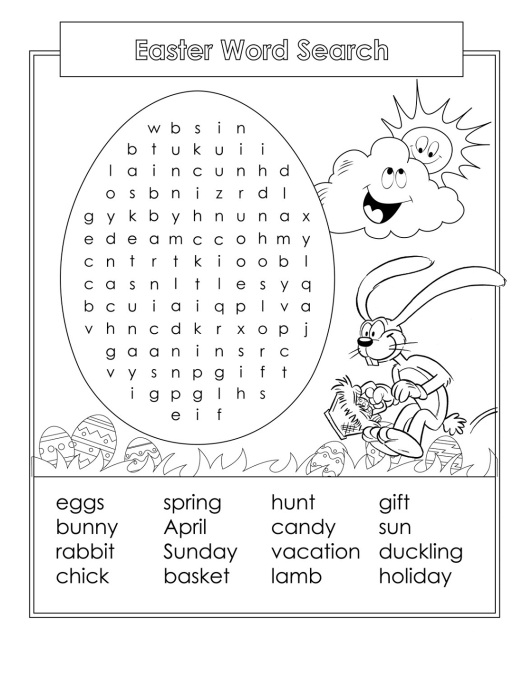 Easter Word Search
w b s i n
b t u k u i i
l a i n c u n h d
o s b n i z r d l
g y k b y h n u n a x
e d e a m c c o h m y
c n t r t k i o o b l
c a s n l t l e s y q
b c u i a i q p l v a
v h n c d k r x o p j
g a a n i n s r c
v y s n p g i f t
i g p g l h s
e i f
eggs spring hunt gift
bunny April candy sun
rabbit Sunday vacation duckling
chick basket lamb holiday